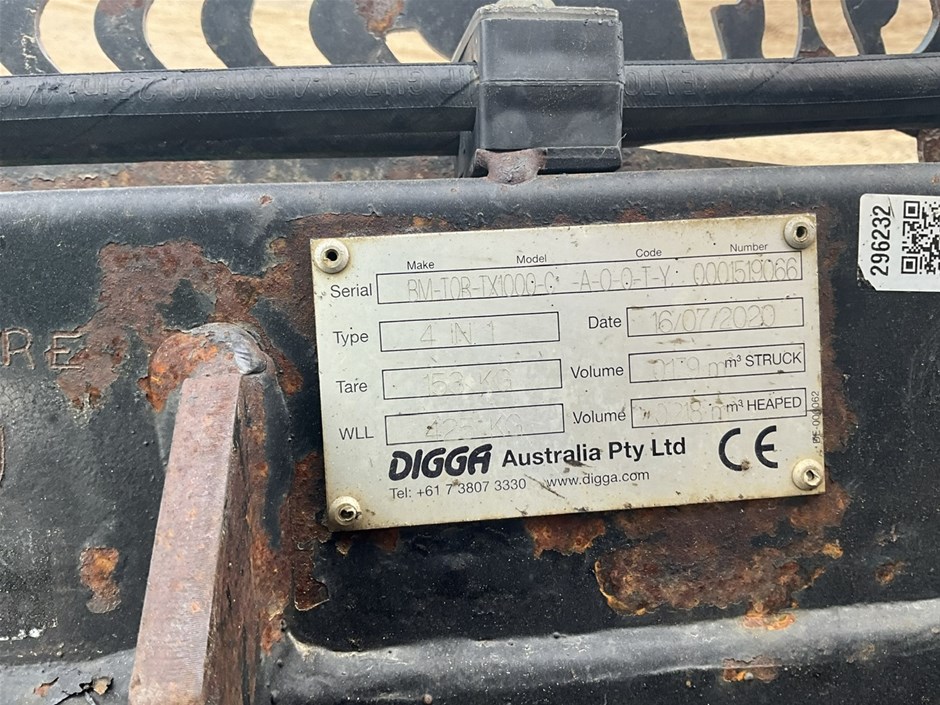 Make Model Code Number
Serial RM-TOR-TX1000-C -A-O-O-T-Y 0001519066
Type 4 IN 1 Date 16/07/2020
Tare 153 KG Volume m³ STRUCK
WLL Volume m³ HEAPED
DIGGA Australia Pty Ltd CE
Tel: +61 7 3807 3330 www.digga.com
296232
RE